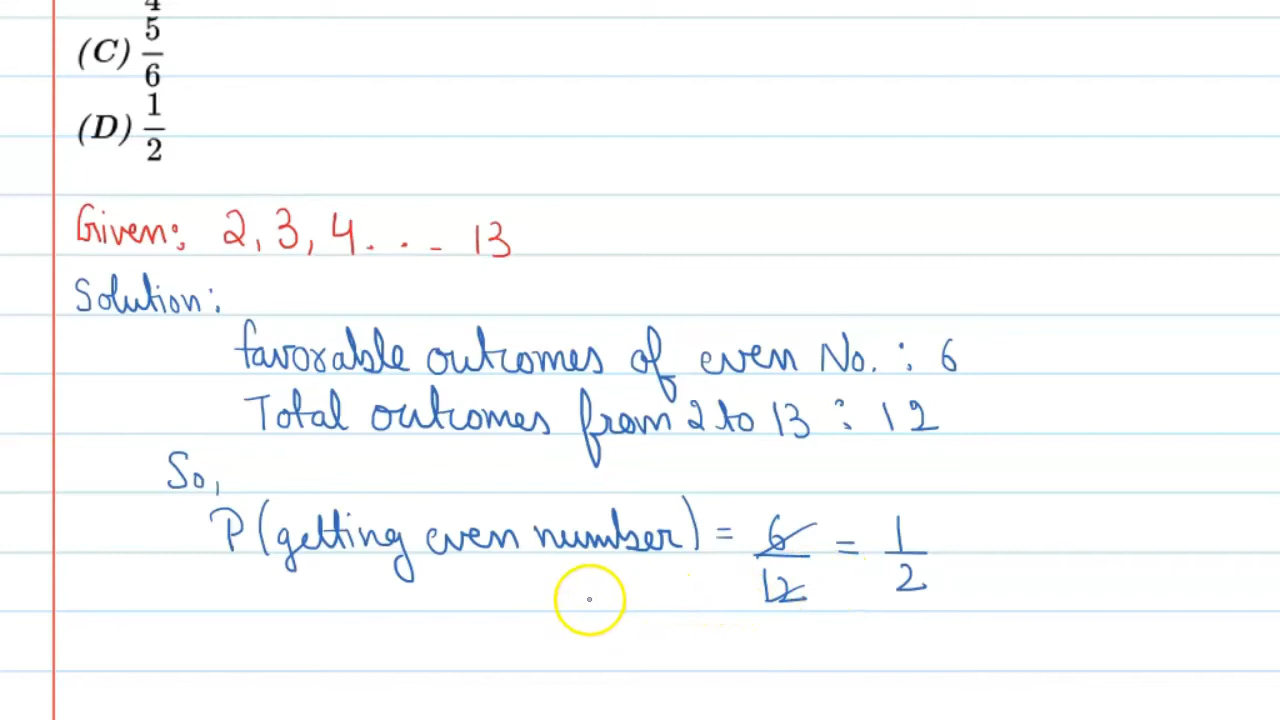 4
(C) 5/6
(D) 1/2
Given: 2, 3, 4 . . - 13
Solution:
favorable outcomes of even No. : 6
Total outcomes from 2 to 13 : 12
So,
P(getting even number) = 6/12 = 1/2